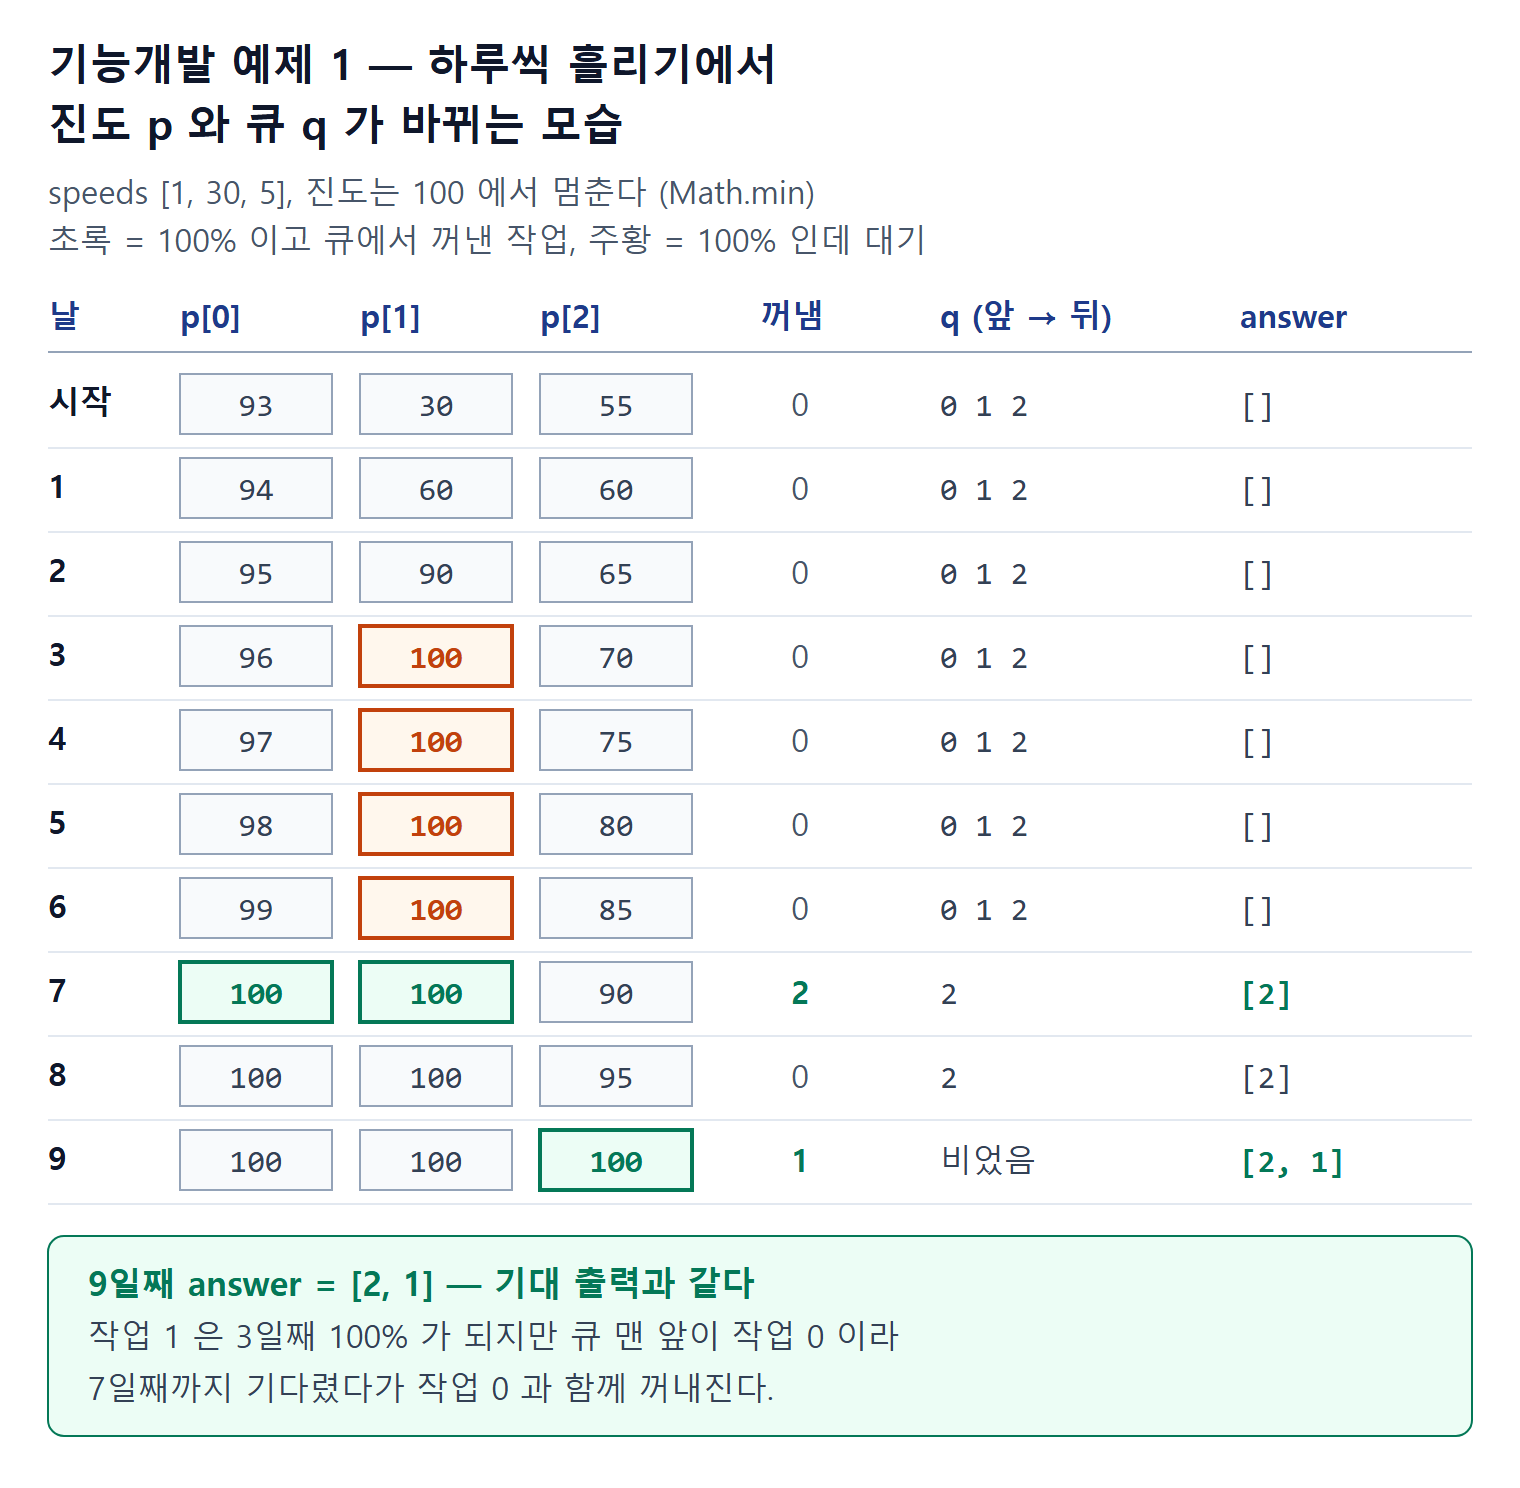 기능개발 예제 1 — 하루씩 흘리기에서
진도 p 와 큐 q 가 바뀌는 모습
speeds [1, 30, 5], 진도는 100 에서 멈춘다 (Math.min)
초록 = 100% 이고 큐에서 꺼낸 작업, 주황 = 100% 인데 대기
날 p[0] p[1] p[2] 꺼냄 q (앞 → 뒤) answer
시작 93 30 55 0 0 1 2 []
1 94 60 60 0 0 1 2 []
2 95 90 65 0 0 1 2 []
3 96 100 70 0 0 1 2 []
4 97 100 75 0 0 1 2 []
5 98 100 80 0 0 1 2 []
6 99 100 85 0 0 1 2 []
7 100 100 90 2 2 [2]
8 100 100 95 0 2 [2]
9 100 100 100 1 비었음 [2, 1]
9일째 answer = [2, 1] — 기대 출력과 같다
작업 1 은 3일째 100% 가 되지만 큐 맨 앞이 작업 0 이라
7일째까지 기다렸다가 작업 0 과 함께 꺼내진다.